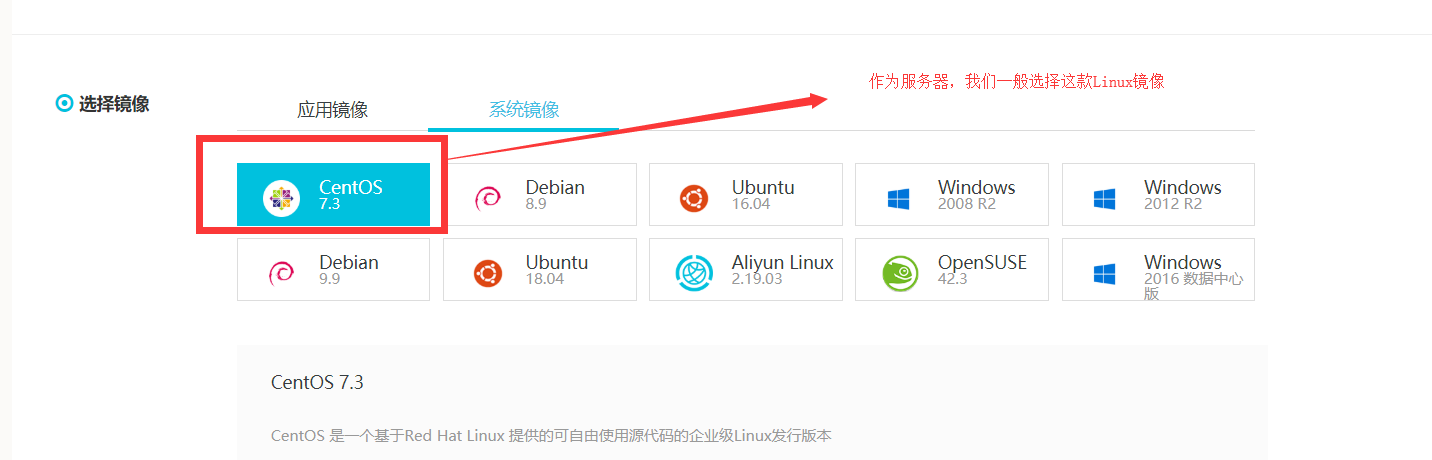 作为服务器，我们一般选择这款Linux镜像
选择镜像
应用镜像
系统镜像
CentOS
7.3
Debian
8.9
Ubuntu
16.04
Windows
2008 R2
Windows
2012 R2
Debian
9.9
Ubuntu
18.04
Aliyun Linux
2.19.03
OpenSUSE
42.3
Windows
2016 数据中心
版
CentOS 7.3
CentOS 是一个基于Red Hat Linux 提供的可自由使用源代码的企业级Linux发行版本